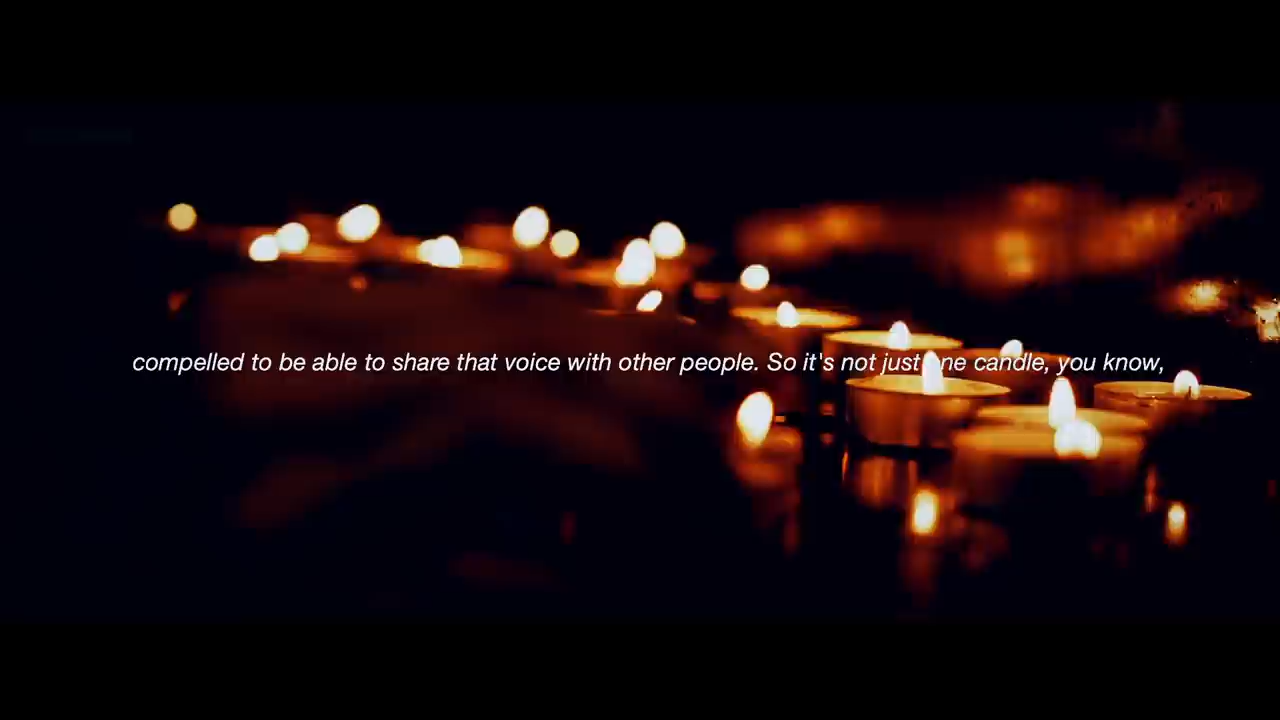 compelled to be able to share that voice with other people. So it's not just one candle, you know,